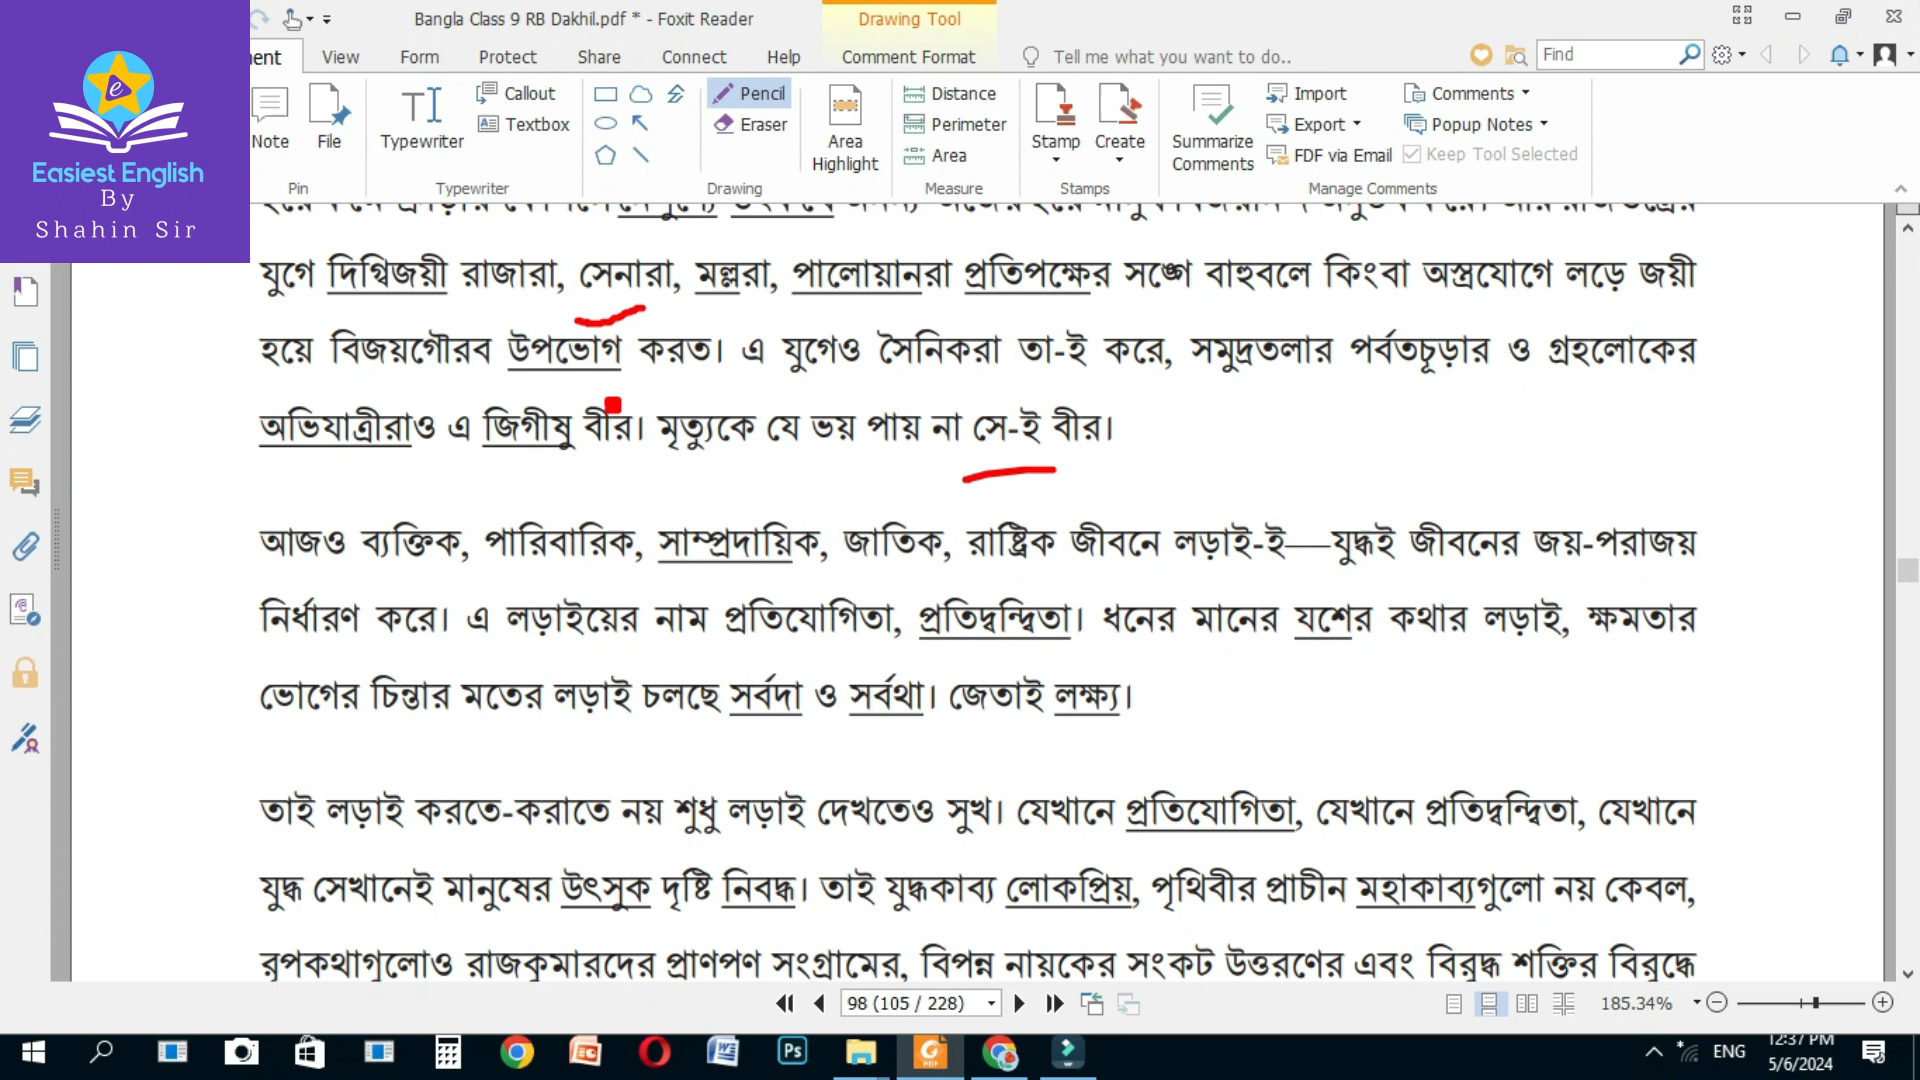 Bangla Class 9 RB Dakhil.pdf * - Foxit Reader
Drawing Tool
View Form Protect Share Connect Help Comment Format Tell me what you want to do.. Find
Note File Typewriter Callout Textbox Pencil Eraser Area Highlight Distance Perimeter Area Stamp Create Summarize Comments Import Export FDF via Email Comments Popup Notes Keep Tool Selected
Pin Typewriter Drawing Measure Stamps Manage Comments
e
Easiest English
By
Shahin Sir
যুগে দিগ্বিজয়ী রাজারা, সেনারা, মল্লরা, পালোয়ানরা প্রতিপক্ষের সঙ্গে বাহুবলে কিংবা অস্ত্রযোগে লড়ে জয়ী
হয়ে বিজয়গৌরব উপভোগ করত। এ যুগেও সৈনিকরা তা-ই করে, সমুদ্রতলার পর্বতচূড়ার ও গ্রহলোকের
অভিযাত্রীরাও এ জিগীষু বীর। মৃত্যুকে যে ভয় পায় না সে-ই বীর।
আজও ব্যক্তিক, পারিবারিক, সাম্প্রদায়িক, জাতিক, রাষ্ট্রিক জীবনে লড়াই-ই—যুদ্ধই জীবনের জয়-পরাজয়
নির্ধারণ করে। এ লড়াইয়ের নাম প্রতিযোগিতা, প্রতিদ্বন্দ্বিতা। ধনের মানের যশের কথার লড়াই, ক্ষমতার
ভোগের চিন্তার মতের লড়াই চলছে সর্বদা ও সর্বথা। জেতাই লক্ষ্য।
তাই লড়াই করতে-করাতে নয় শুধু লড়াই দেখতেও সুখ। যেখানে প্রতিযোগিতা, যেখানে প্রতিদ্বন্দ্বিতা, যেখানে
যুদ্ধ সেখানেই মানুষের উৎসুক দৃষ্টি নিবদ্ধ। তাই যুদ্ধকাব্য লোকপ্রিয়, পৃথিবীর প্রাচীন মহাকাব্যগুলো নয় কেবল,
রূপকথাগুলোও রাজকুমারদের প্রাণপণ সংগ্রামের, বিপন্ন নায়কের সংকট উত্তরণের এবং বিরুদ্ধ শক্তির বিরুদ্ধে
98 (105 / 228) 185.34%
Ps ENG 12:37 PM
5/6/2024